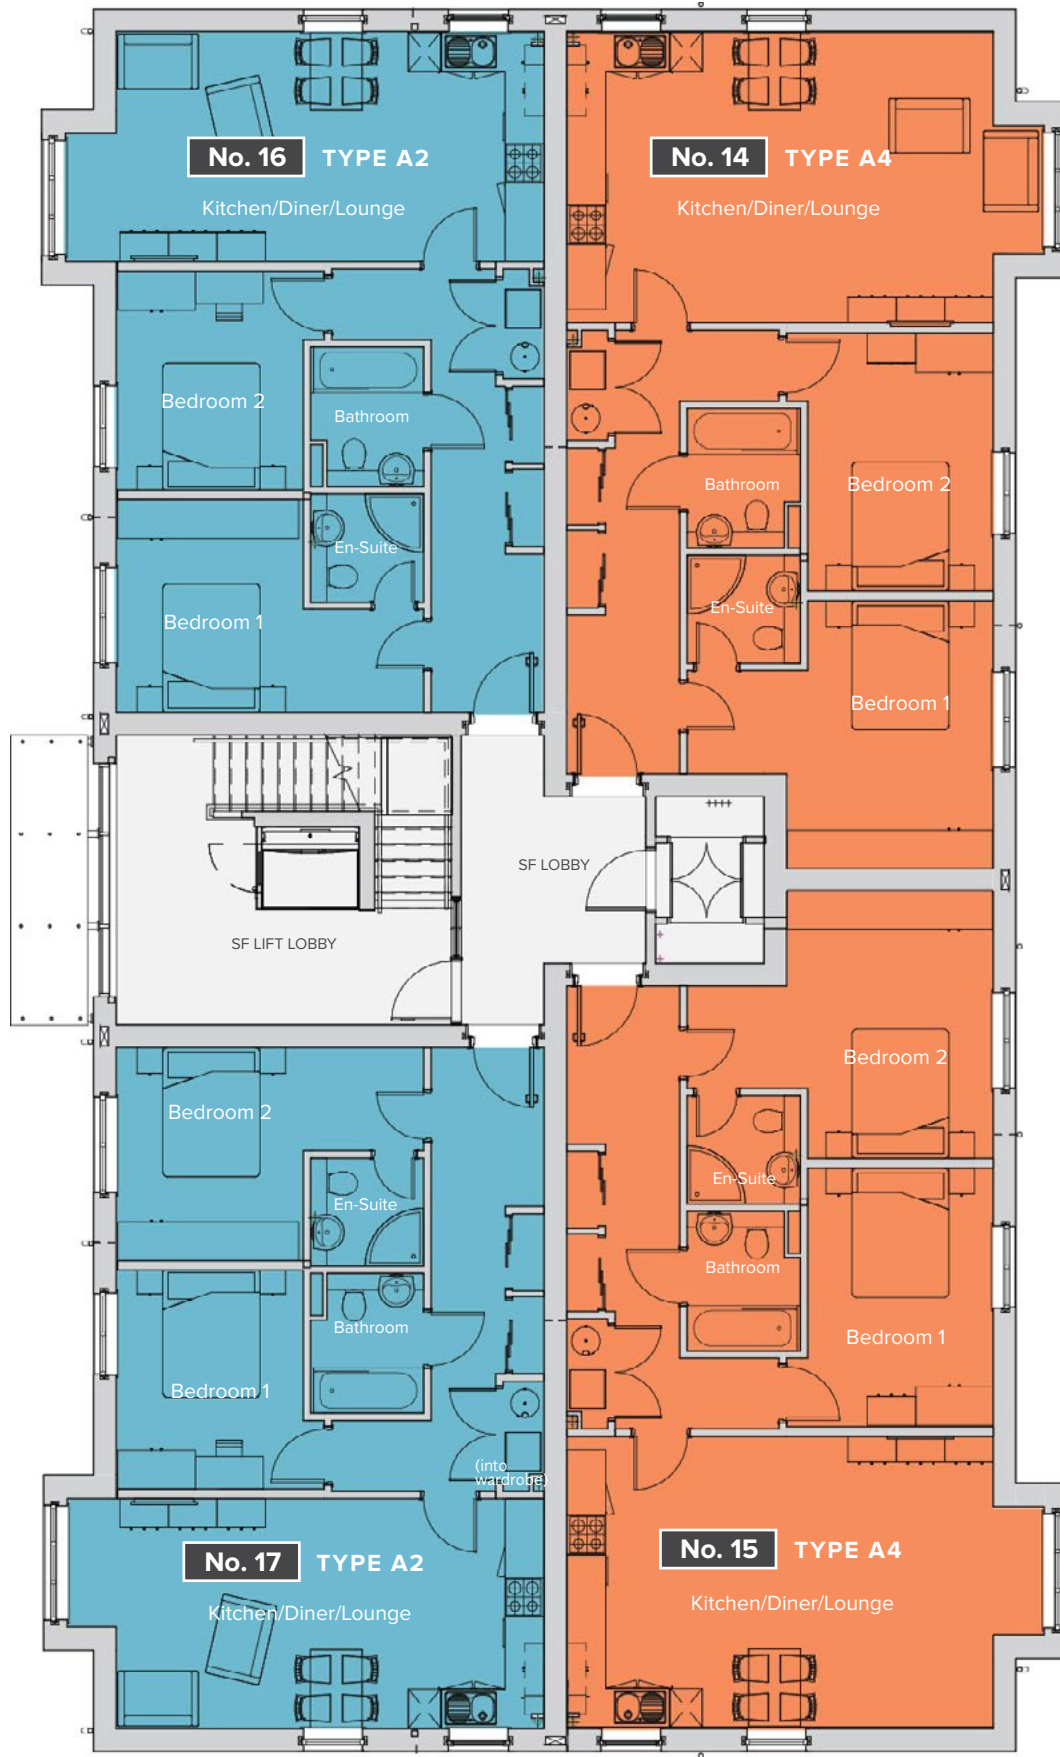 No. 16 TYPE A2
Kitchen/Diner/Lounge
No. 14 TYPE A4
Kitchen/Diner/Lounge
Bedroom 2
Bathroom
En-Suite
Bedroom 1
Bathroom
Bedroom 2
En-Suite
Bedroom 1
SF LOBBY
SF LIFT LOBBY
Bedroom 2
En-Suite
Bathroom
Bedroom 1
(into
wardrobe)
Bedroom 2
En-Suite
Bathroom
Bedroom 1
No. 17 TYPE A2
Kitchen/Diner/Lounge
No. 15 TYPE A4
Kitchen/Diner/Lounge